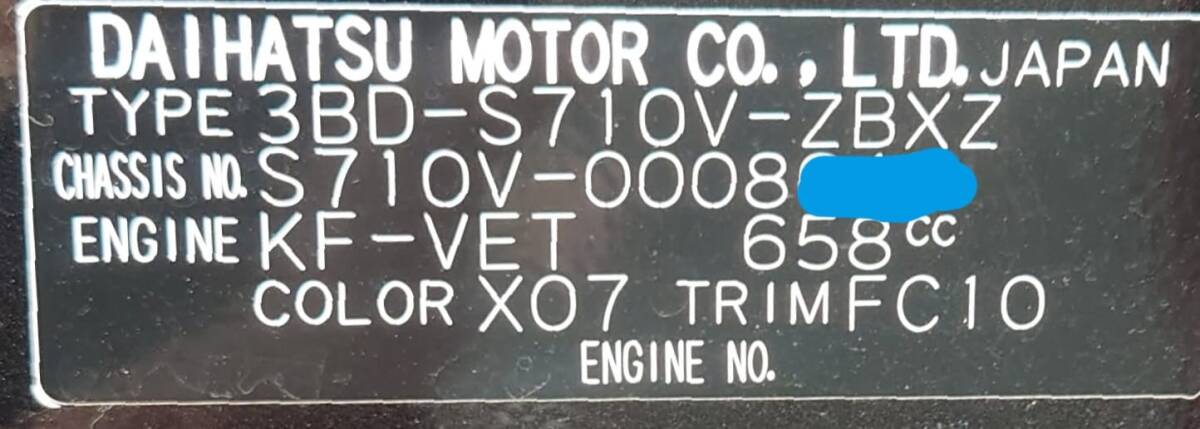 DAIHATSU MOTOR CO., LTD. JAPAN
TYPE 3BD-S710V-ZBXZ
CHASSIS NO. S710V-0008
ENGINE KF-VET 658cc
COLOR X07 TRIM FC10
ENGINE NO.